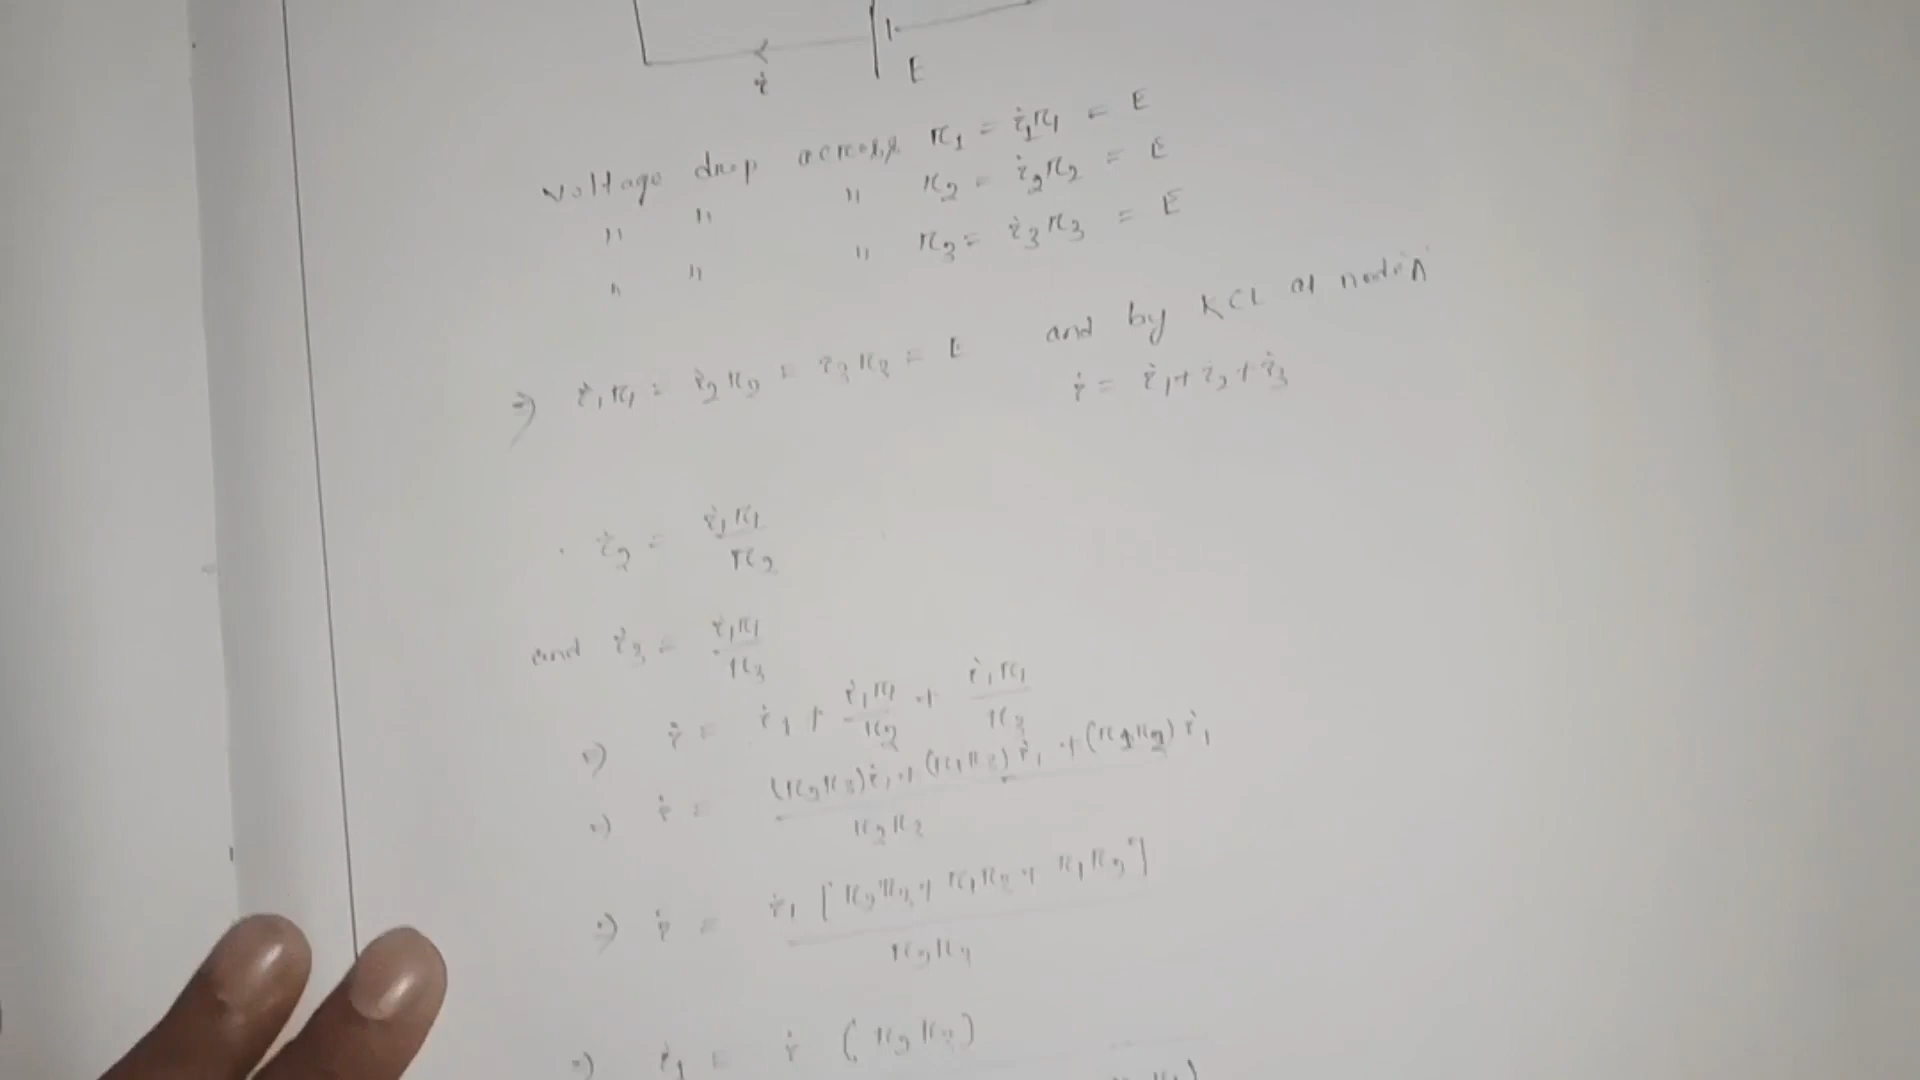 i E
voltage drop across r₁ = i₁r₁ = E
" " " r₂ = i₂r₂ = E
" " " r₃ = i₃r₃ = E
⇒ i₁r₁ = i₂r₂ = i₃r₃ = E and by KCL at node A
i = i₁ + i₂ + i₃
i₂ = i₁r₁/r₂
and i₃ = i₁r₁/r₃
⇒ i = i₁ + i₁r₁/r₂ + i₁r₁/r₃
⇒ i = (r₂r₃)i₁ + (r₁r₃)i₁ + (r₁r₂)i₁ / r₂r₃
⇒ i = i₁ [r₂r₃ + r₁r₃ + r₁r₂] / r₂r₃
⇒ i₁ = i (r₂r₃)